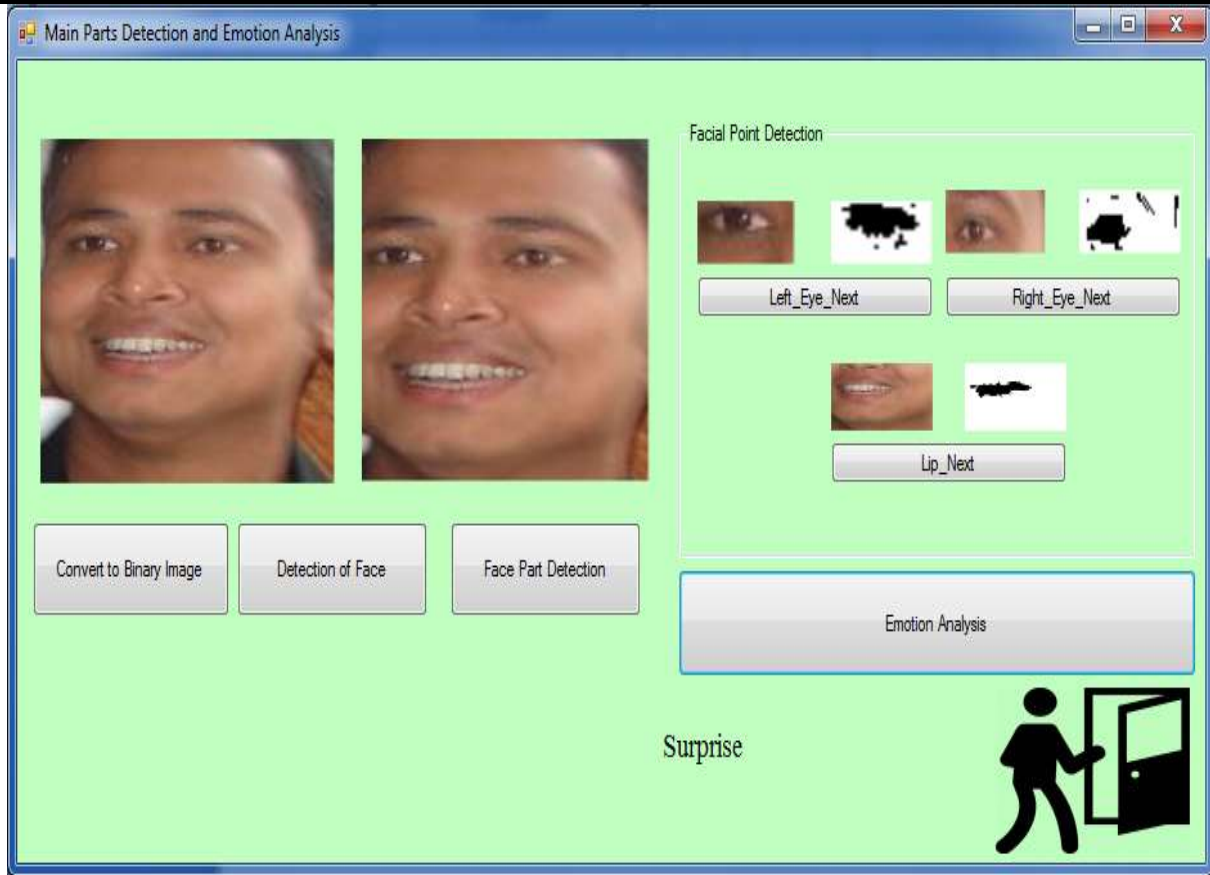 Main Parts Detection and Emotion Analysis
Facial Point Detection
Left_Eye_Next
Right_Eye_Next
Lip_Next
Convert to Binary Image
Detection of Face
Face Part Detection
Emotion Analysis
Surprise